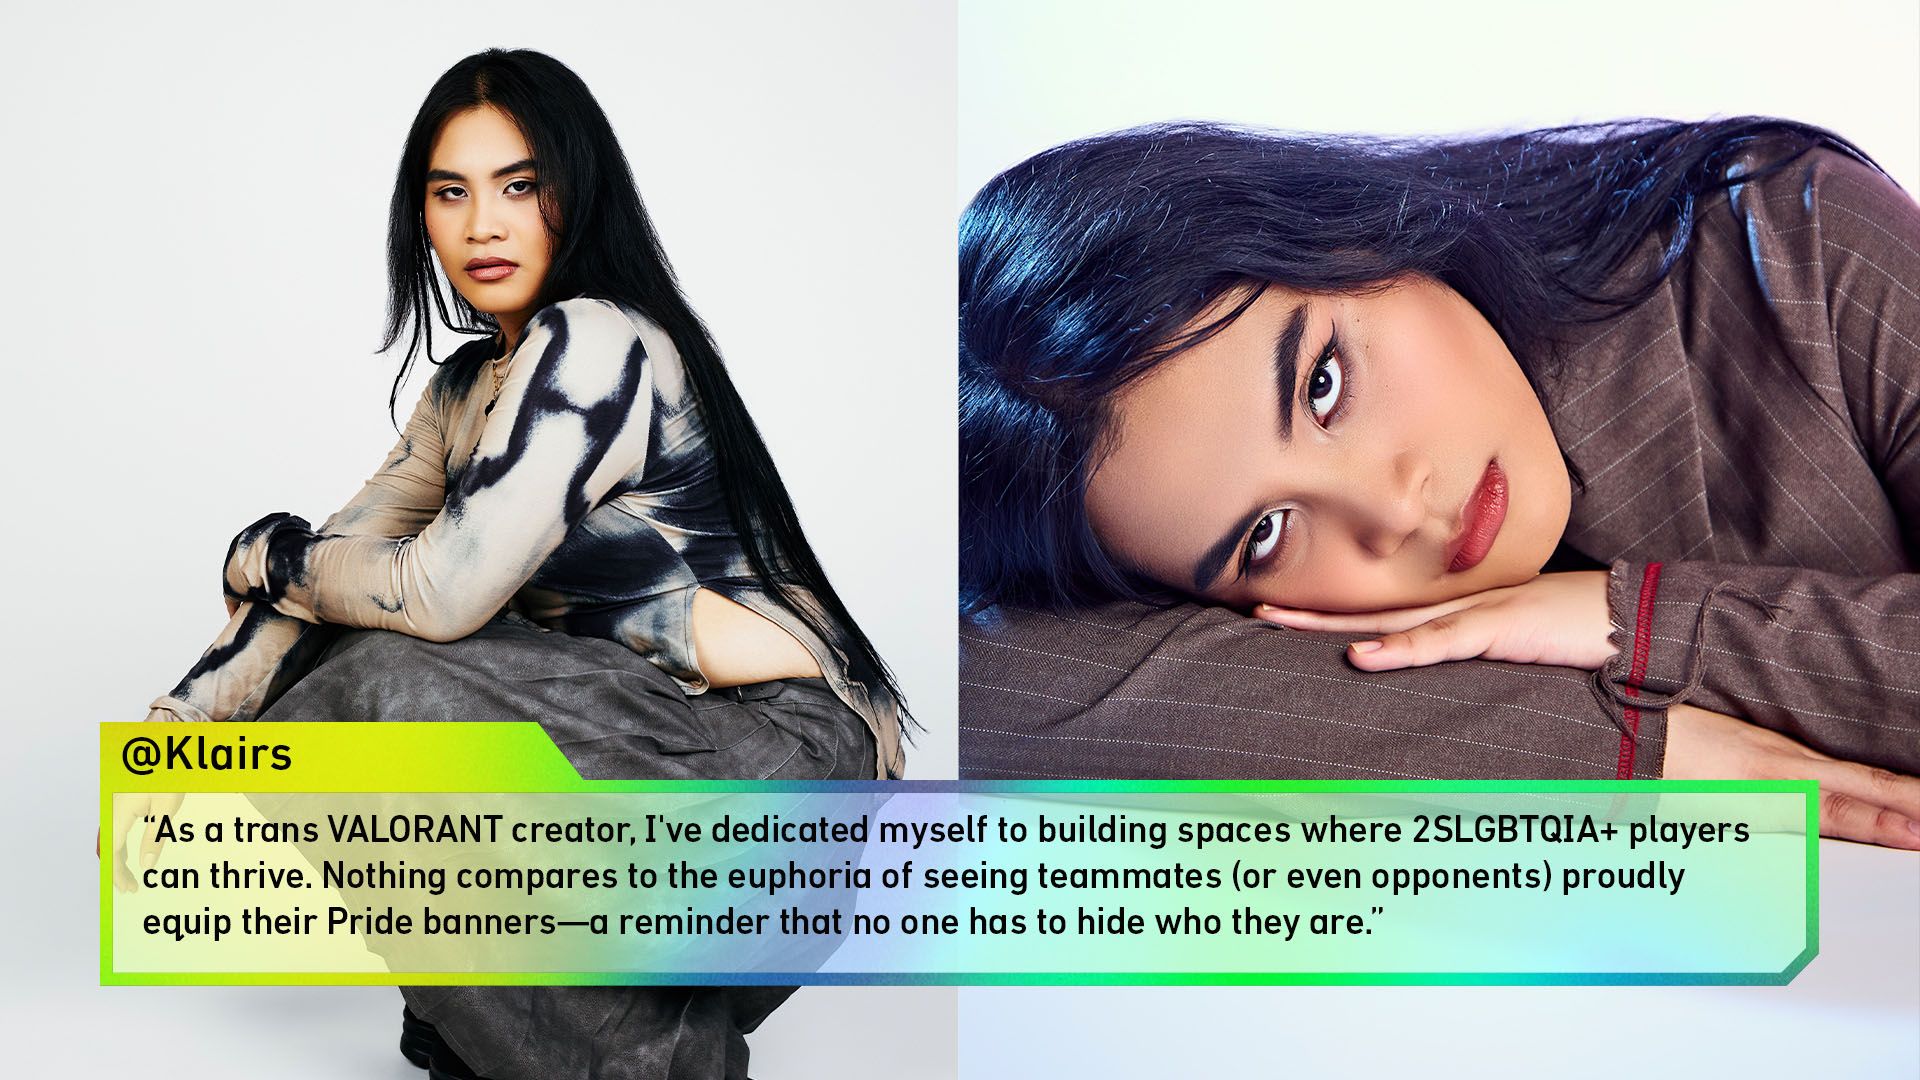 @Klairs
“As a trans VALORANT creator, I've dedicated myself to building spaces where 2SLGBTQIA+ players
can thrive. Nothing compares to the euphoria of seeing teammates (or even opponents) proudly
equip their Pride banners—a reminder that no one has to hide who they are.”